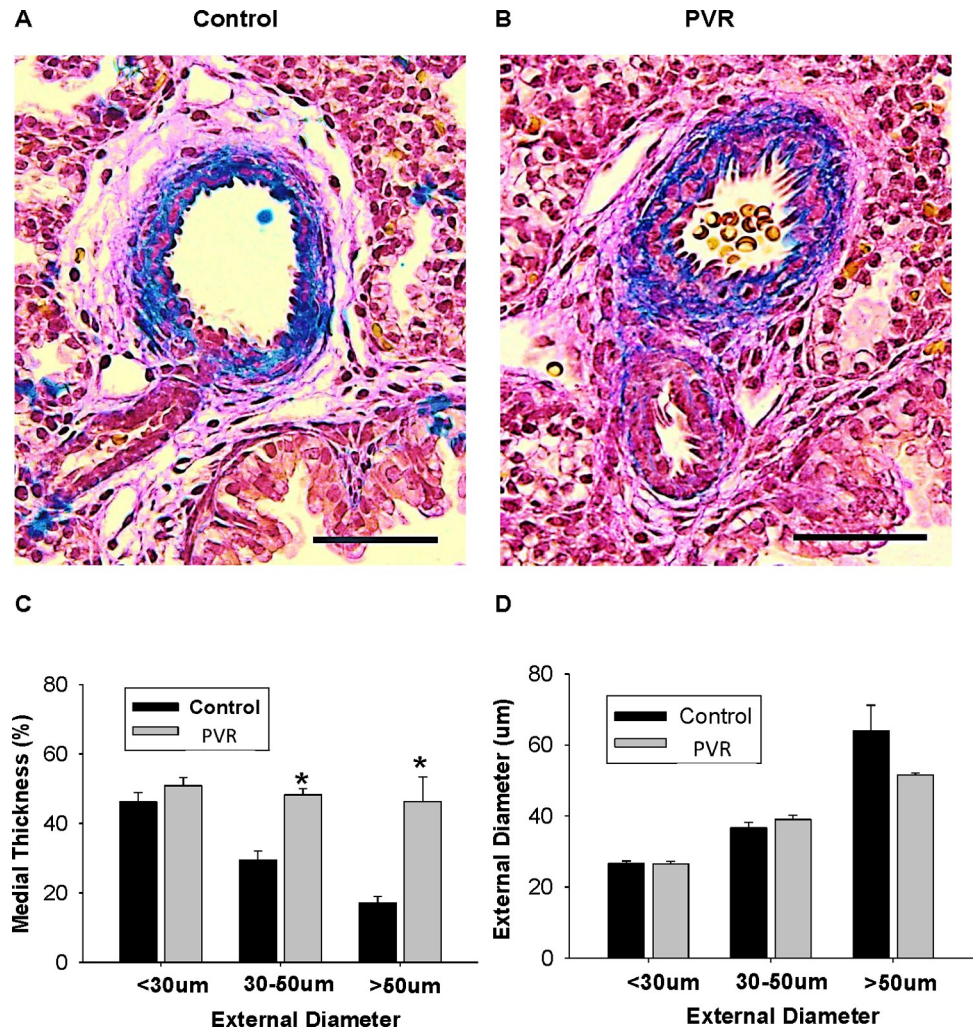 A Control B PVR
C D
80
60
40
20
0
Medial Thickness (%)
Control
PVR
* *
<30um 30-50um >50um
External Diameter
80
60
40
20
0
External Diameter (um)
Control
PVR
<30um 30-50um >50um
External Diameter